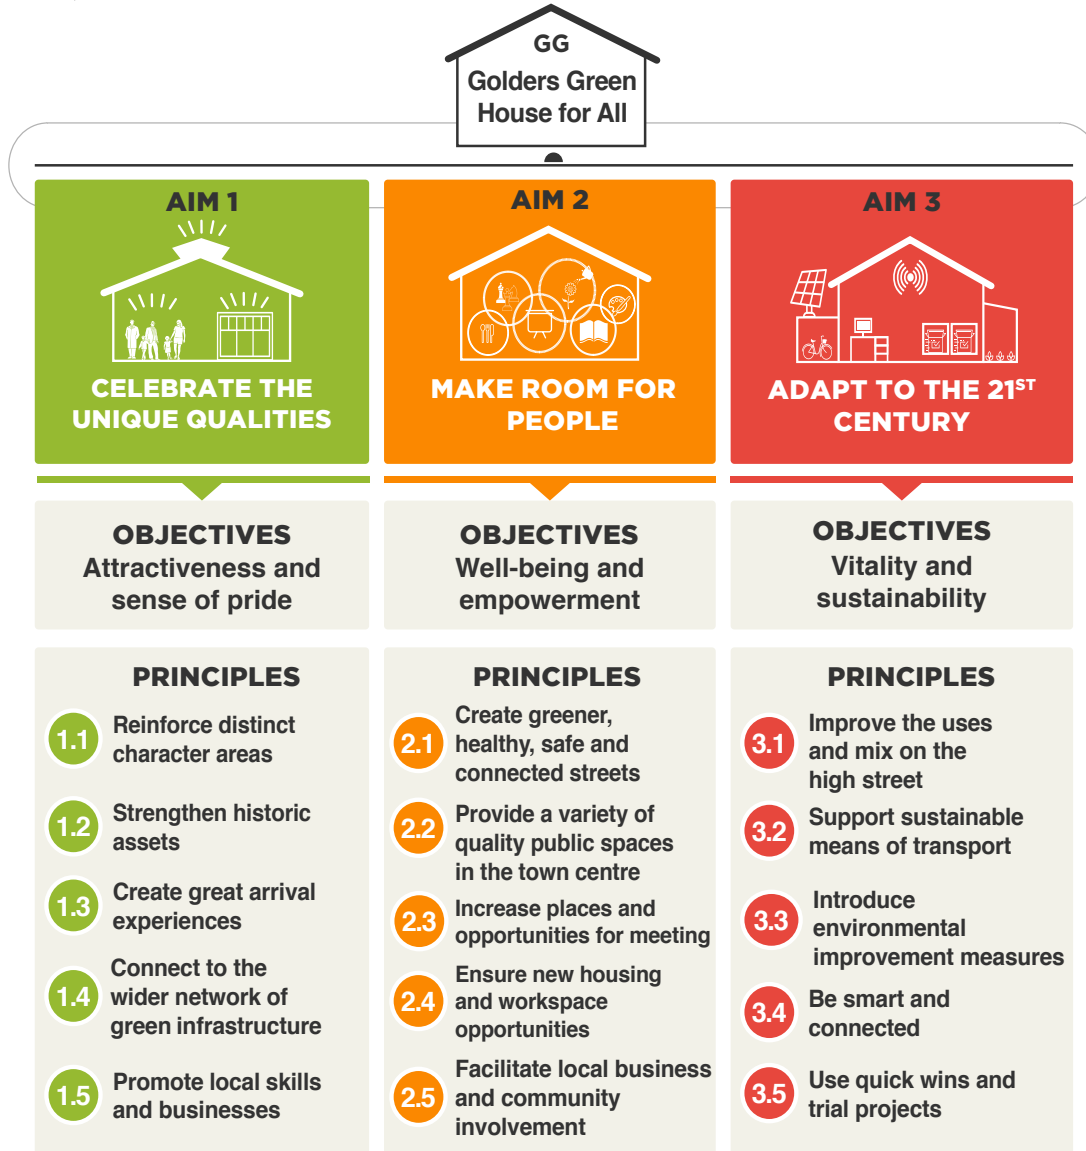 GG
Golders Green
House for All
AIM 1
CELEBRATE THE
UNIQUE QUALITIES
OBJECTIVES
Attractiveness and
sense of pride
PRINCIPLES
1.1 Reinforce distinct
character areas
1.2 Strengthen historic
assets
1.3 Create great arrival
experiences
1.4 Connect to the
wider network of
green infrastructure
1.5 Promote local skills
and businesses
AIM 2
MAKE ROOM FOR
PEOPLE
OBJECTIVES
Well-being and
empowerment
PRINCIPLES
2.1 Create greener,
healthy, safe and
connected streets
2.2 Provide a variety of
quality public spaces
in the town centre
2.3 Increase places and
opportunities for meeting
2.4 Ensure new housing
and workspace
opportunities
2.5 Facilitate local business
and community
involvement
AIM 3
ADAPT TO THE 21ST
CENTURY
OBJECTIVES
Vitality and
sustainability
PRINCIPLES
3.1 Improve the uses
and mix on the
high street
3.2 Support sustainable
means of transport
3.3 Introduce
environmental
improvement measures
3.4 Be smart and
connected
3.5 Use quick wins and
trial projects